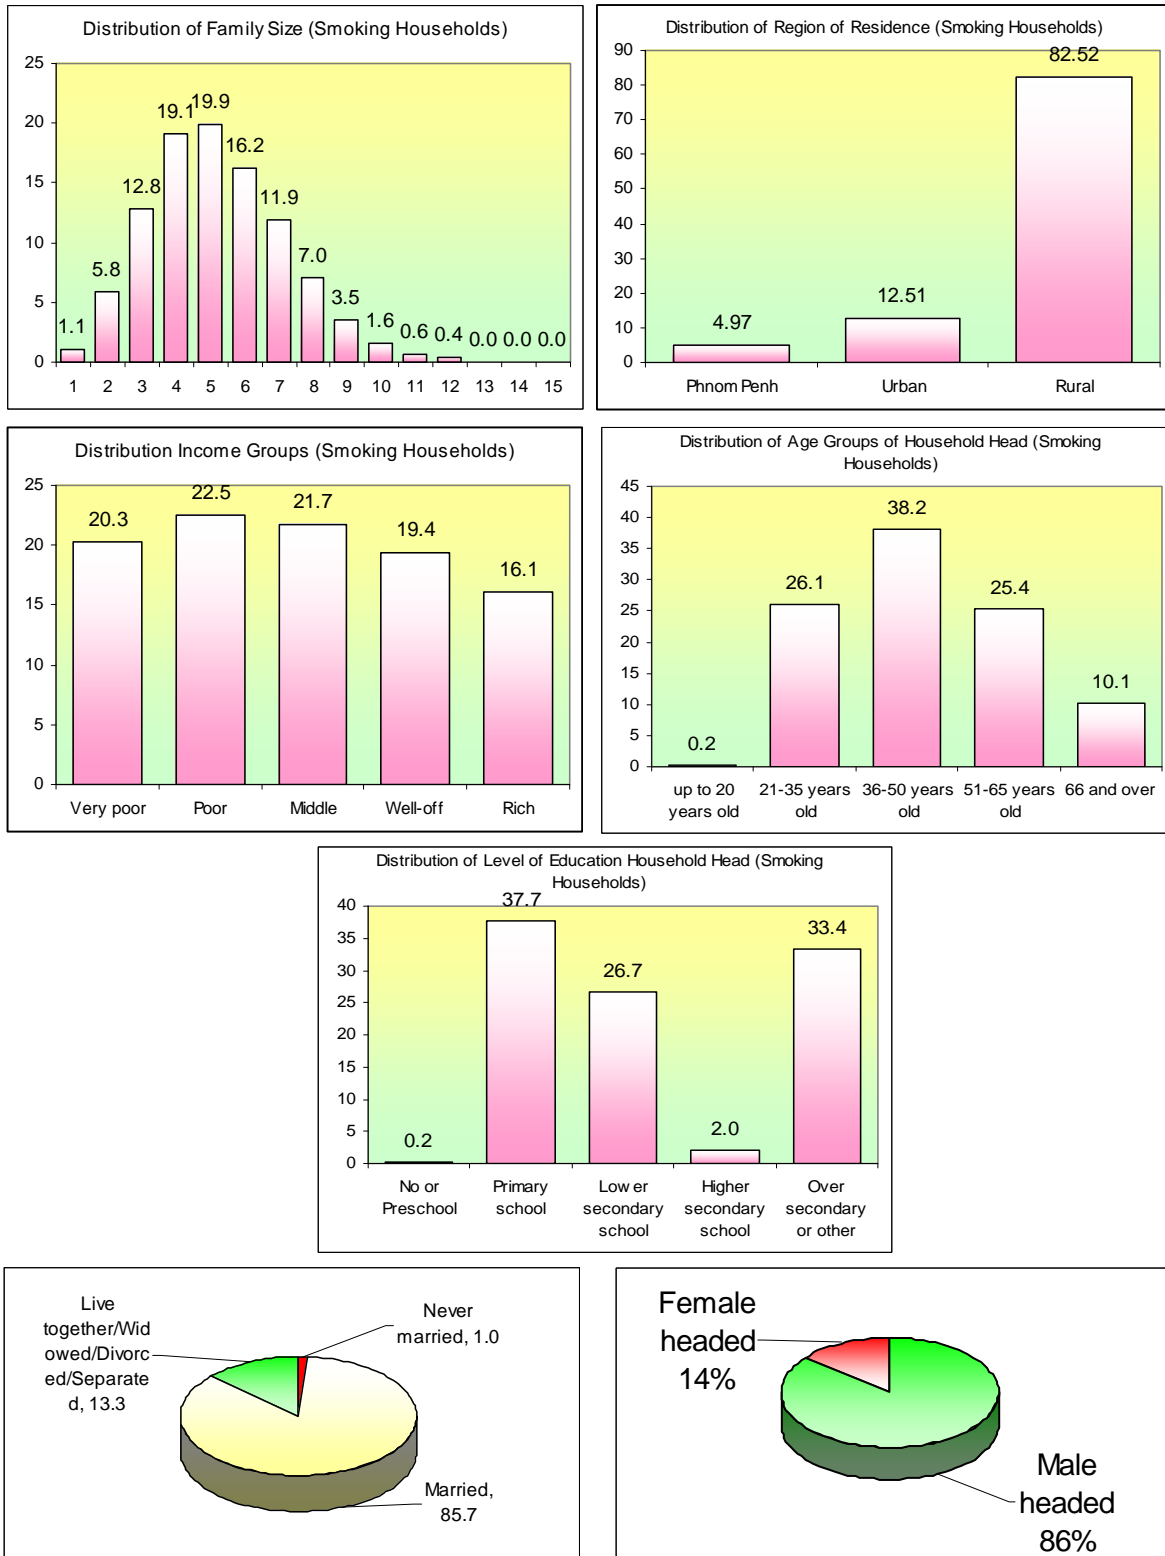 Distribution of Family Size (Smoking Households)
25
20
15
10
5
0
1.1
5.8
12.8
19.1
19.9
16.2
11.9
7.0
3.5
1.6
0.6
0.4
0.0
0.0
0.0
1 2 3 4 5 6 7 8 9 10 11 12 13 14 15
Distribution of Region of Residence (Smoking Households)
90
80
70
60
50
40
30
20
10
0
4.97
12.51
82.52
Phnom Penh Urban Rural
Distribution Income Groups (Smoking Households)
25
20
15
10
5
0
20.3
22.5
21.7
19.4
16.1
Very poor Poor Middle Well-off Rich
Distribution of Age Groups of Household Head (Smoking
Households)
45
40
35
30
25
20
15
10
5
0
0.2
26.1
38.2
25.4
10.1
up to 20
years old
21-35 years
old
36-50 years
old
51-65 years
old
66 and over
Distribution of Level of Education Household Head (Smoking
Households)
40
35
30
25
20
15
10
5
0
0.2
37.7
26.7
2.0
33.4
No or
Preschool
Primary
school
Lower
secondary
school
Higher
secondary
school
Over
secondary
or other
Live
together/Wid
owed/Divorc
ed/Separate
d, 13.3
Never
married, 1.0
Married,
85.7
Female
headed
14%
Male
headed
86%